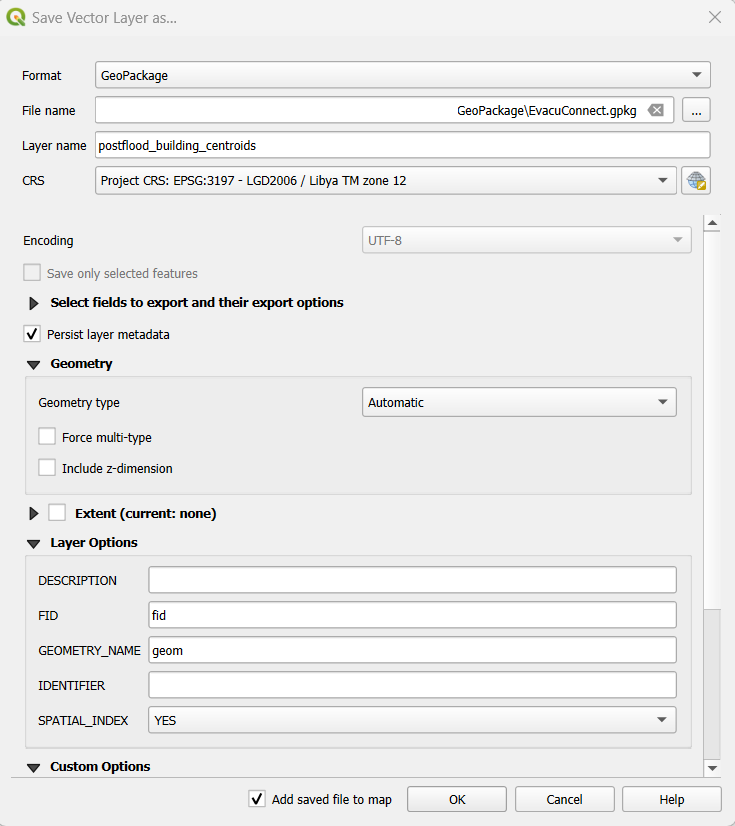 Save Vector Layer as...
Format GeoPackage
File name GeoPackage\EvacuConnect.gpkg ...
Layer name postflood_building_centroids
CRS Project CRS: EPSG:3197 - LGD2006 / Libya TM zone 12
Encoding UTF-8
Save only selected features
Select fields to export and their export options
Persist layer metadata
Geometry
Geometry type Automatic
Force multi-type
Include z-dimension
Extent (current: none)
Layer Options
DESCRIPTION
FID fid
GEOMETRY_NAME geom
IDENTIFIER
SPATIAL_INDEX YES
Custom Options
Add saved file to map OK Cancel Help